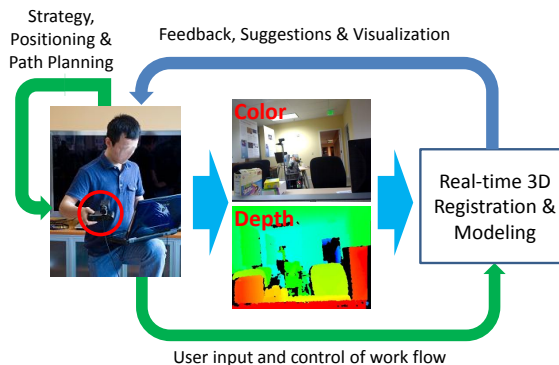 Strategy,
Positioning &
Path Planning
Feedback, Suggestions & Visualization
Color
Depth
Real-time 3D
Registration &
Modeling
User input and control of work flow